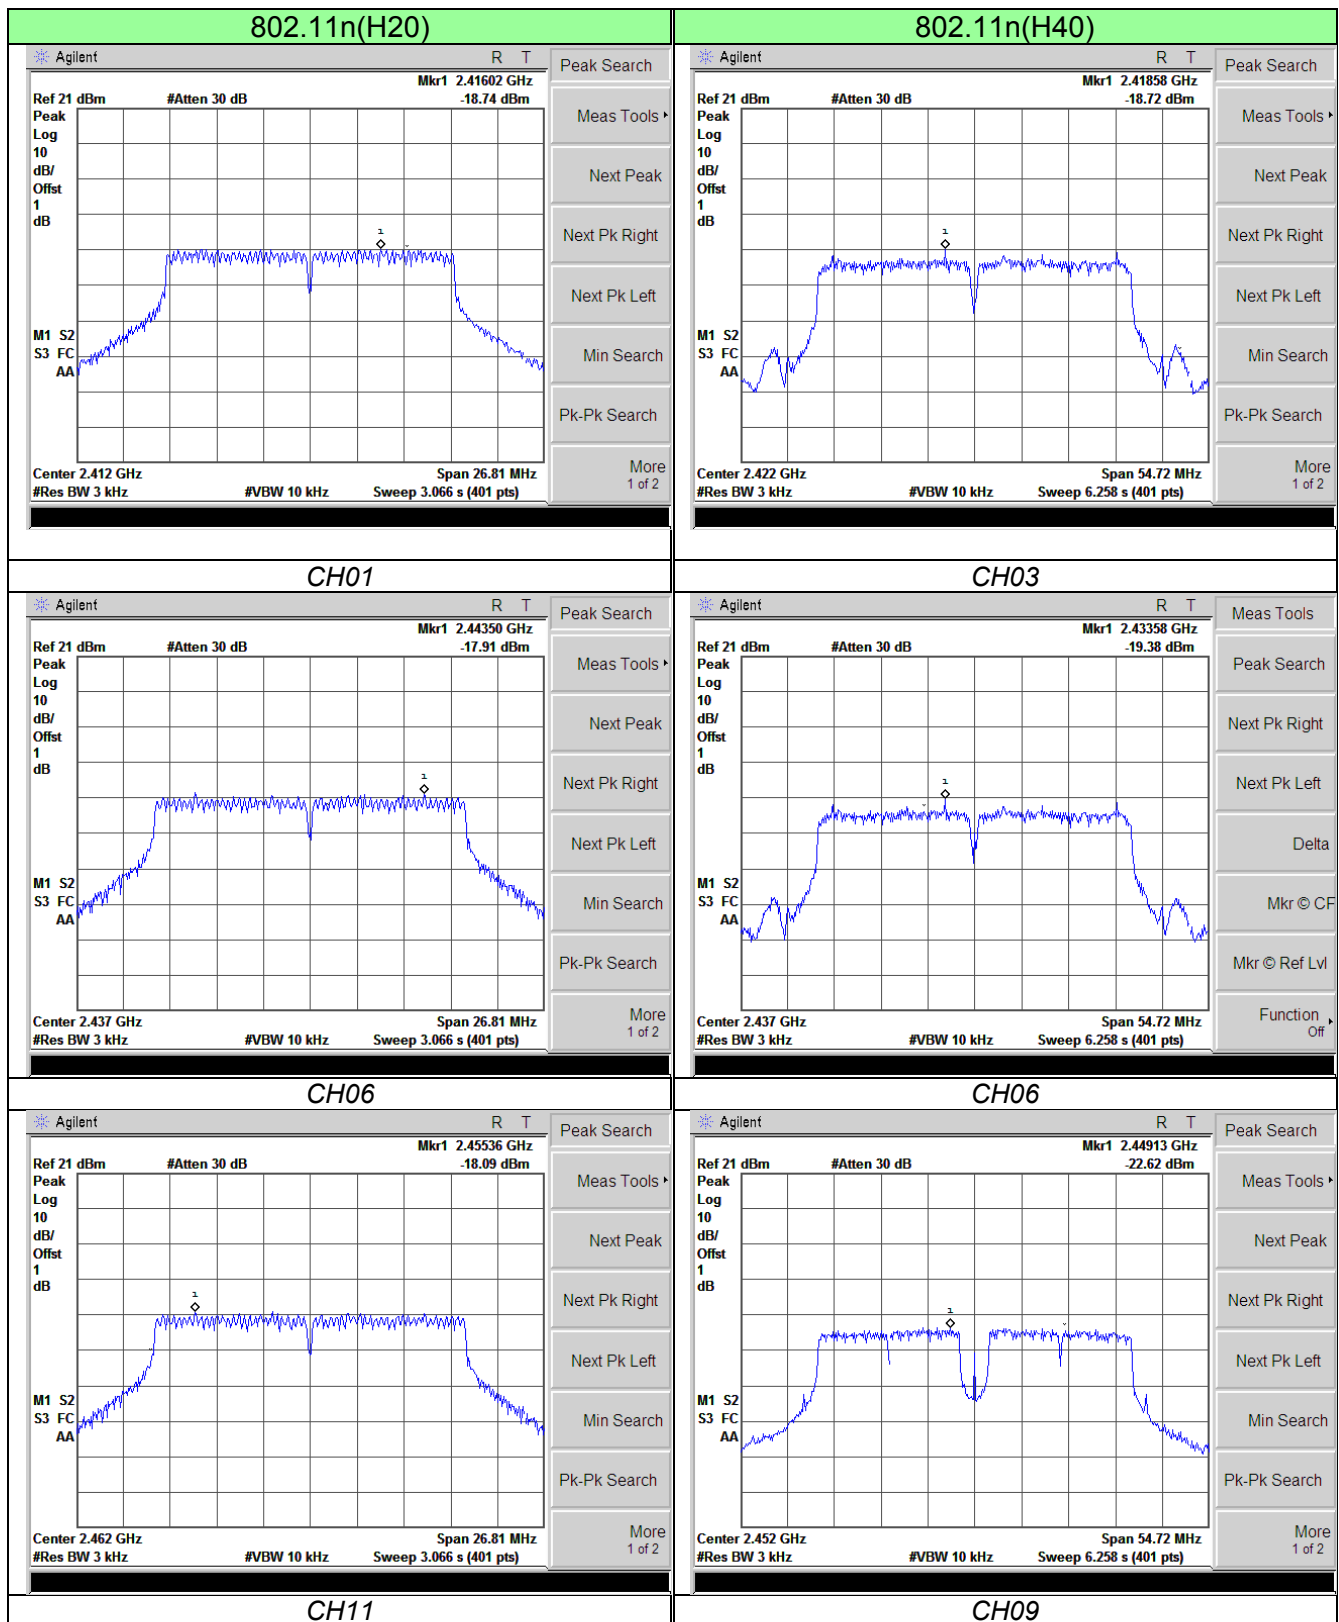 802.11n(H20)
802.11n(H40)
Agilent
R T
Peak Search
Mkr1 2.41602 GHz
Ref 21 dBm
#Atten 30 dB
-18.74 dBm
Peak
Log
10
dB/
Offst
1
dB
1
M1 S2
S3 FC
AA
Center 2.412 GHz
Span 26.81 MHz
#Res BW 3 kHz
#VBW 10 kHz
Sweep 3.066 s (401 pts)
Meas Tools
Next Peak
Next Pk Right
Next Pk Left
Min Search
Pk-Pk Search
More
1 of 2
Agilent
R T
Peak Search
Mkr1 2.41858 GHz
Ref 21 dBm
#Atten 30 dB
-18.72 dBm
Peak
Log
10
dB/
Offst
1
dB
1
M1 S2
S3 FC
AA
Center 2.422 GHz
Span 54.72 MHz
#Res BW 3 kHz
#VBW 10 kHz
Sweep 6.258 s (401 pts)
Meas Tools
Next Peak
Next Pk Right
Next Pk Left
Min Search
Pk-Pk Search
More
1 of 2
CH01
CH03
Agilent
R T
Peak Search
Mkr1 2.44350 GHz
Ref 21 dBm
#Atten 30 dB
-17.91 dBm
Peak
Log
10
dB/
Offst
1
dB
1
M1 S2
S3 FC
AA
Center 2.437 GHz
Span 26.81 MHz
#Res BW 3 kHz
#VBW 10 kHz
Sweep 3.066 s (401 pts)
Meas Tools
Next Peak
Next Pk Right
Next Pk Left
Min Search
Pk-Pk Search
More
1 of 2
Agilent
R T
Meas Tools
Mkr1 2.43358 GHz
Ref 21 dBm
#Atten 30 dB
-19.38 dBm
Peak
Log
10
dB/
Offst
1
dB
1
M1 S2
S3 FC
AA
Center 2.437 GHz
Span 54.72 MHz
#Res BW 3 kHz
#VBW 10 kHz
Sweep 6.258 s (401 pts)
Peak Search
Next Pk Right
Next Pk Left
Delta
Mkr © CF
Mkr © Ref Lvl
Function
Off
CH06
CH06
Agilent
R T
Peak Search
Mkr1 2.45536 GHz
Ref 21 dBm
#Atten 30 dB
-18.09 dBm
Peak
Log
10
dB/
Offst
1
dB
1
M1 S2
S3 FC
AA
Center 2.462 GHz
Span 26.81 MHz
#Res BW 3 kHz
#VBW 10 kHz
Sweep 3.066 s (401 pts)
Meas Tools
Next Peak
Next Pk Right
Next Pk Left
Min Search
Pk-Pk Search
More
1 of 2
Agilent
R T
Peak Search
Mkr1 2.44913 GHz
Ref 21 dBm
#Atten 30 dB
-22.62 dBm
Peak
Log
10
dB/
Offst
1
dB
1
M1 S2
S3 FC
AA
Center 2.452 GHz
Span 54.72 MHz
#Res BW 3 kHz
#VBW 10 kHz
Sweep 6.258 s (401 pts)
Meas Tools
Next Peak
Next Pk Right
Next Pk Left
Min Search
Pk-Pk Search
More
1 of 2
CH11
CH09